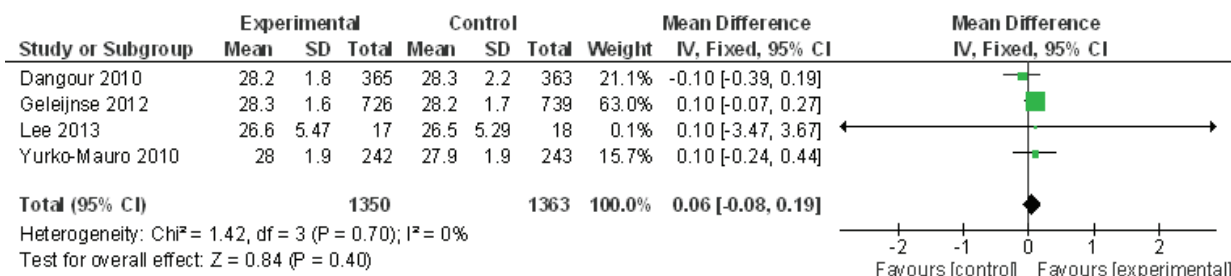 Experimental Control Mean Difference Mean Difference
Study or Subgroup Mean SD Total Mean SD Total Weight IV, Fixed, 95% CI IV, Fixed, 95% CI
Dangour 2010 28.2 1.8 365 28.3 2.2 363 21.1% -0.10 [-0.39, 0.19]
Geleijnse 2012 28.3 1.6 726 28.2 1.7 739 63.0% 0.10 [-0.07, 0.27]
Lee 2013 26.6 5.47 17 26.5 5.29 18 0.1% 0.10 [-3.47, 3.67]
Yurko-Mauro 2010 28 1.9 242 27.9 1.9 243 15.7% 0.10 [-0.24, 0.44]
Total (95% CI) 1350 1363 100.0% 0.06 [-0.08, 0.19]
Heterogeneity: Chi² = 1.42, df = 3 (P = 0.70); I² = 0%
Test for overall effect: Z = 0.84 (P = 0.40)
-2 -1 0 1 2
Favours [control] Favours [experimental]